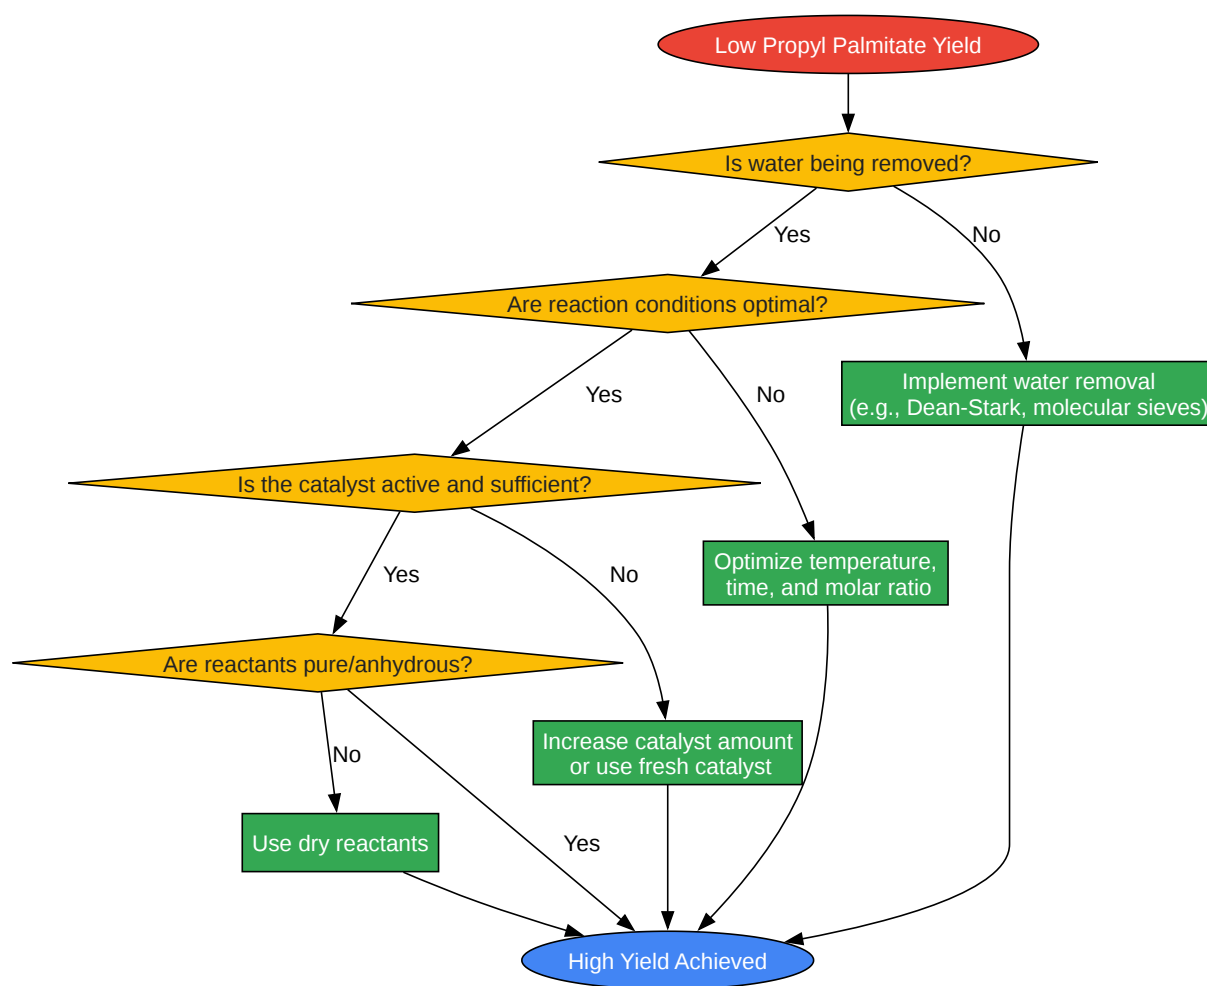 Low Propyl Palmitate Yield
Is water being removed?
Yes
No
Are reaction conditions optimal?
Implement water removal
(e.g., Dean-Stark, molecular sieves)
Yes
No
Is the catalyst active and sufficient?
Optimize temperature,
time, and molar ratio
Yes
No
Are reactants pure/anhydrous?
Increase catalyst amount
or use fresh catalyst
No
Yes
Use dry reactants
High Yield Achieved